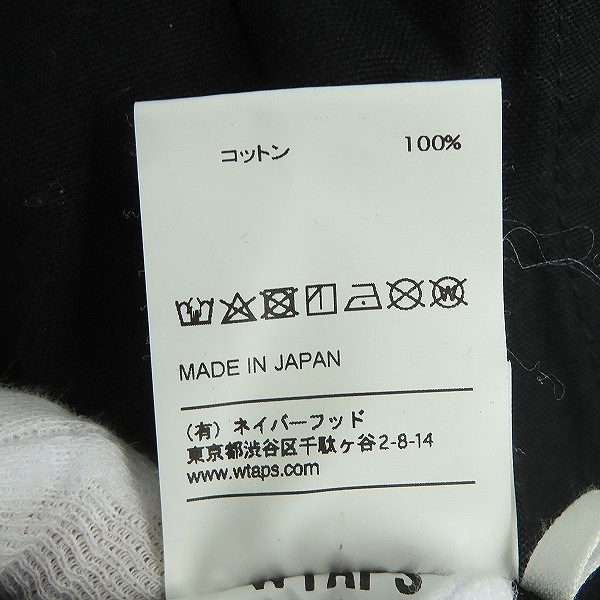 コットン 100%
MADE IN JAPAN
(有) ネイバーフッド
東京都渋谷区千駄ケ谷2-8-14
www.wtaps.com
WTAPS